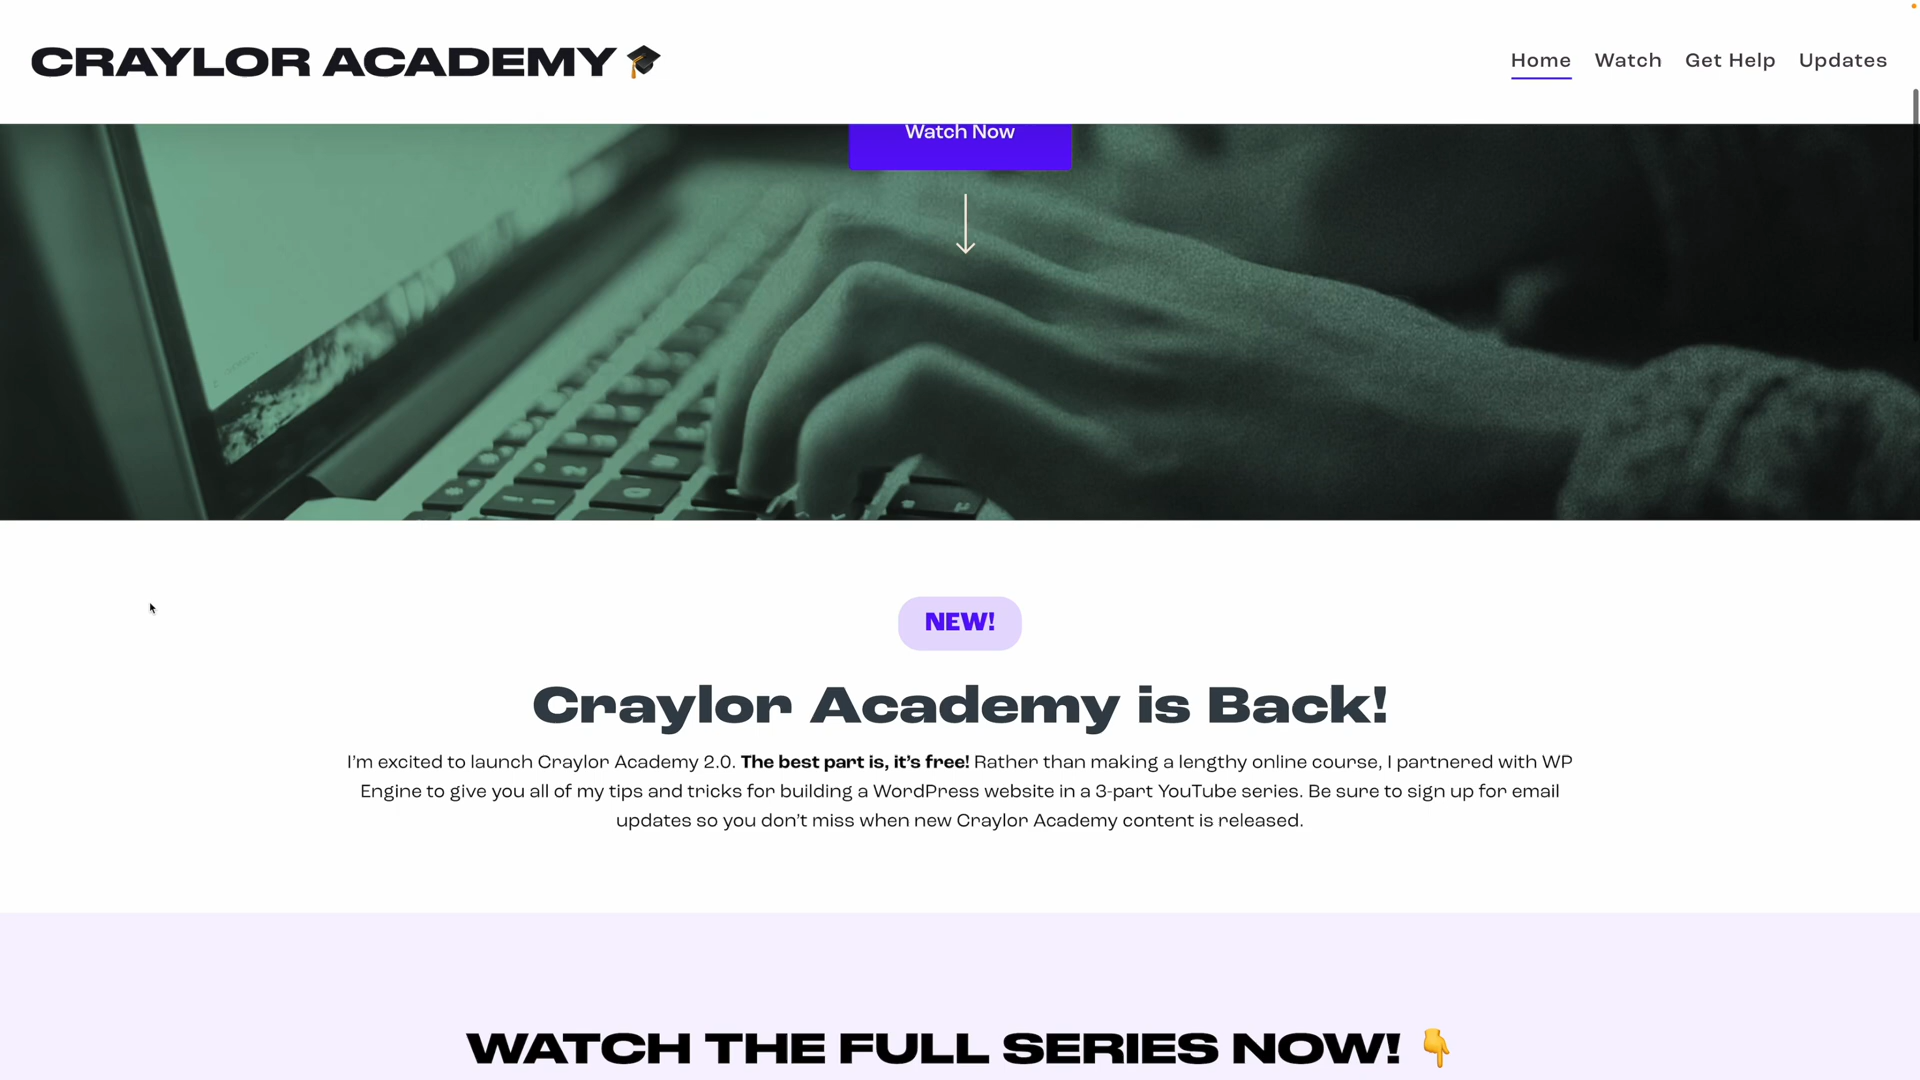 CRAYLOR ACADEMY 🎓
Home Watch Get Help Updates
Watch Now
NEW!
Craylor Academy is Back!
I'm excited to launch Craylor Academy 2.0. The best part is, it's free! Rather than making a lengthy online course, I partnered with WP
Engine to give you all of my tips and tricks for building a WordPress website in a 3-part YouTube series. Be sure to sign up for email
updates so you don't miss when new Craylor Academy content is released.
WATCH THE FULL SERIES NOW! 👇